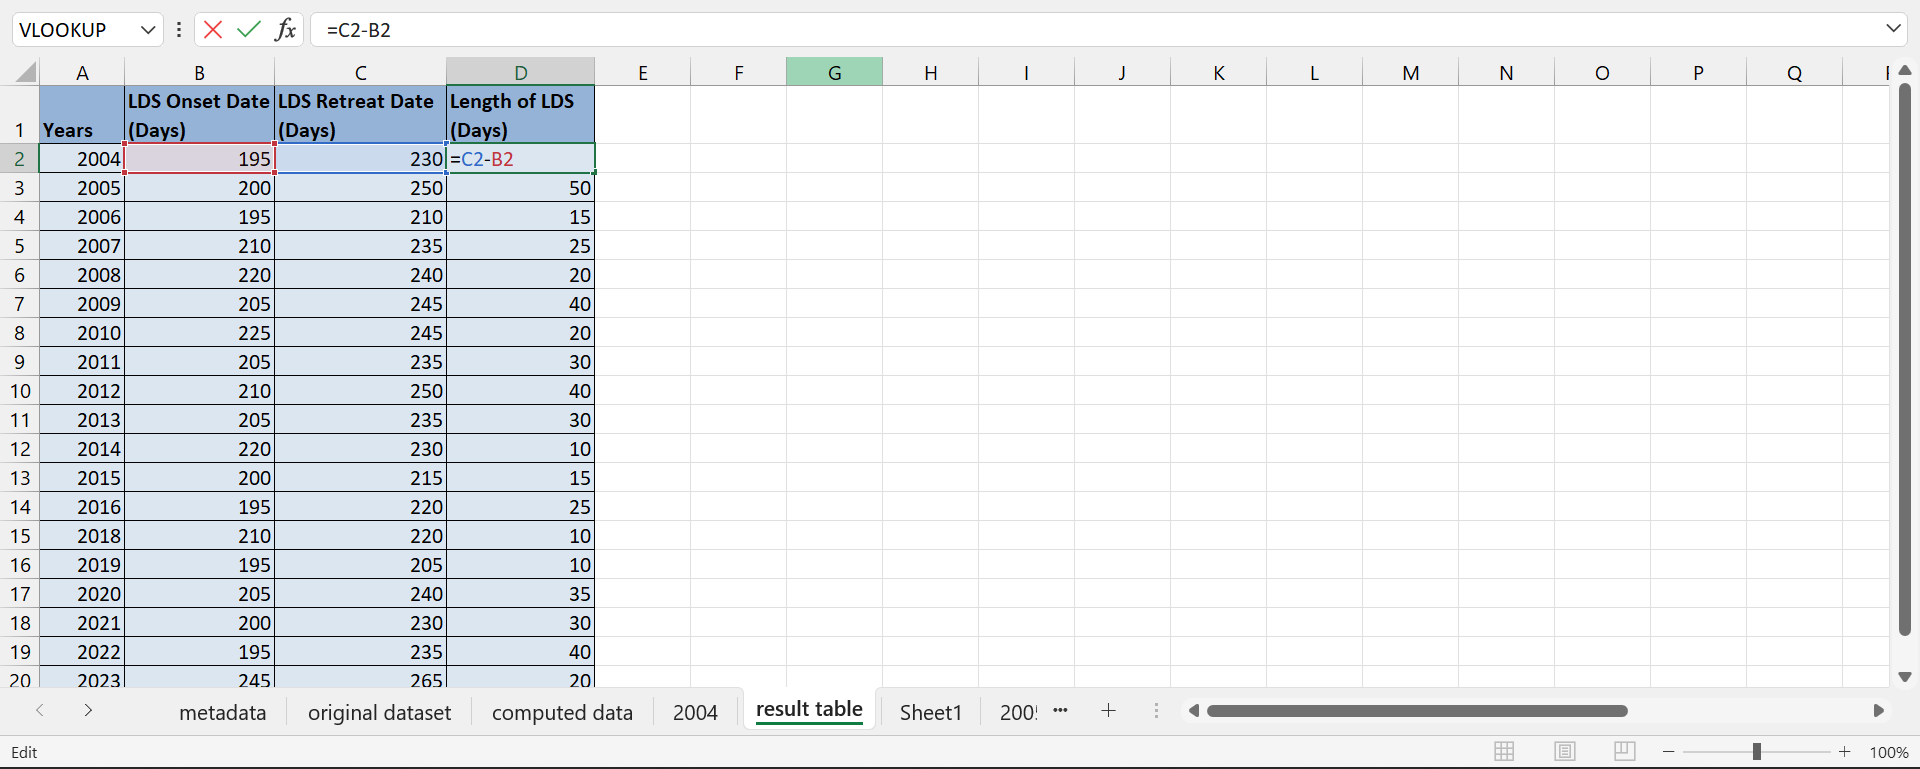 VLOOKUP fx =C2-B2
A B C D E F G H I J K L M N O P Q
LDS Onset Date LDS Retreat Date Length of LDS
1 Years (Days) (Days) (Days)
2 2004 195 230 =C2-B2
3 2005 200 250 50
4 2006 195 210 15
5 2007 210 235 25
6 2008 220 240 20
7 2009 205 245 40
8 2010 225 245 20
9 2011 205 235 30
10 2012 210 250 40
11 2013 205 235 30
12 2014 220 230 10
13 2015 200 215 15
14 2016 195 220 25
15 2018 210 220 10
16 2019 195 205 10
17 2020 205 240 35
18 2021 200 230 30
19 2022 195 235 40
20 2023 245 265 20
metadata original dataset computed data 2004 result table Sheet1
Edit 100%